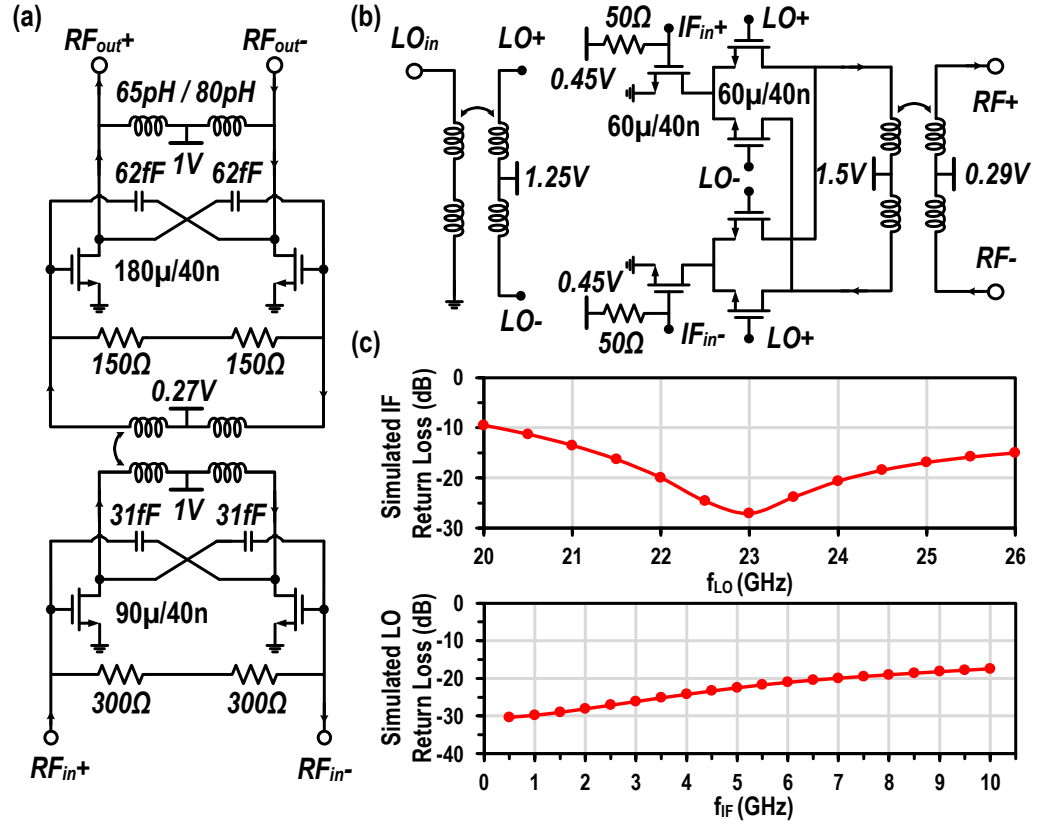 (a)
RFout+
RFout-
65pH / 80pH
1V
62fF
62fF
180μ/40n
150Ω
150Ω
0.27V
1V
31fF
31fF
90μ/40n
300Ω
300Ω
RFin+
RFin-
(b)
LOin
LO+
1.25V
LO-
50Ω
IFin+
LO+
0.45V
60μ/40n
60μ/40n
LO-
1.5V
0.29V
RF+
RF-
0.45V
50Ω
IFin-
LO+
(c)
Simulated IF
Return Loss (dB)
0
-10
-20
-30
20 21 22 23 24 25 26
fLO (GHz)
Simulated LO
Return Loss (dB)
0
-10
-20
-30
-40
0 1 2 3 4 5 6 7 8 9 10
fIF (GHz)